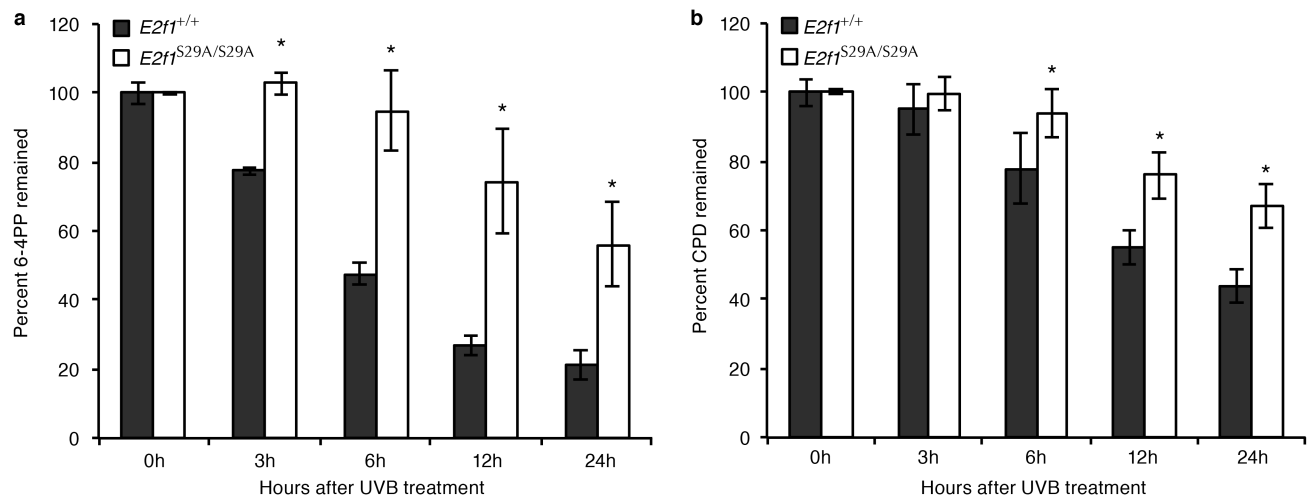 a
Percent 6-4PP remained
120
100
80
60
40
20
0
E2f1+/+
E2f1S29A/S29A
*
*
*
*
0h 3h 6h 12h 24h
Hours after UVB treatment
b
Percent CPD remained
120
100
80
60
40
20
0
E2f1+/+
E2f1S29A/S29A
*
*
*
0h 3h 6h 12h 24h
Hours after UVB treatment